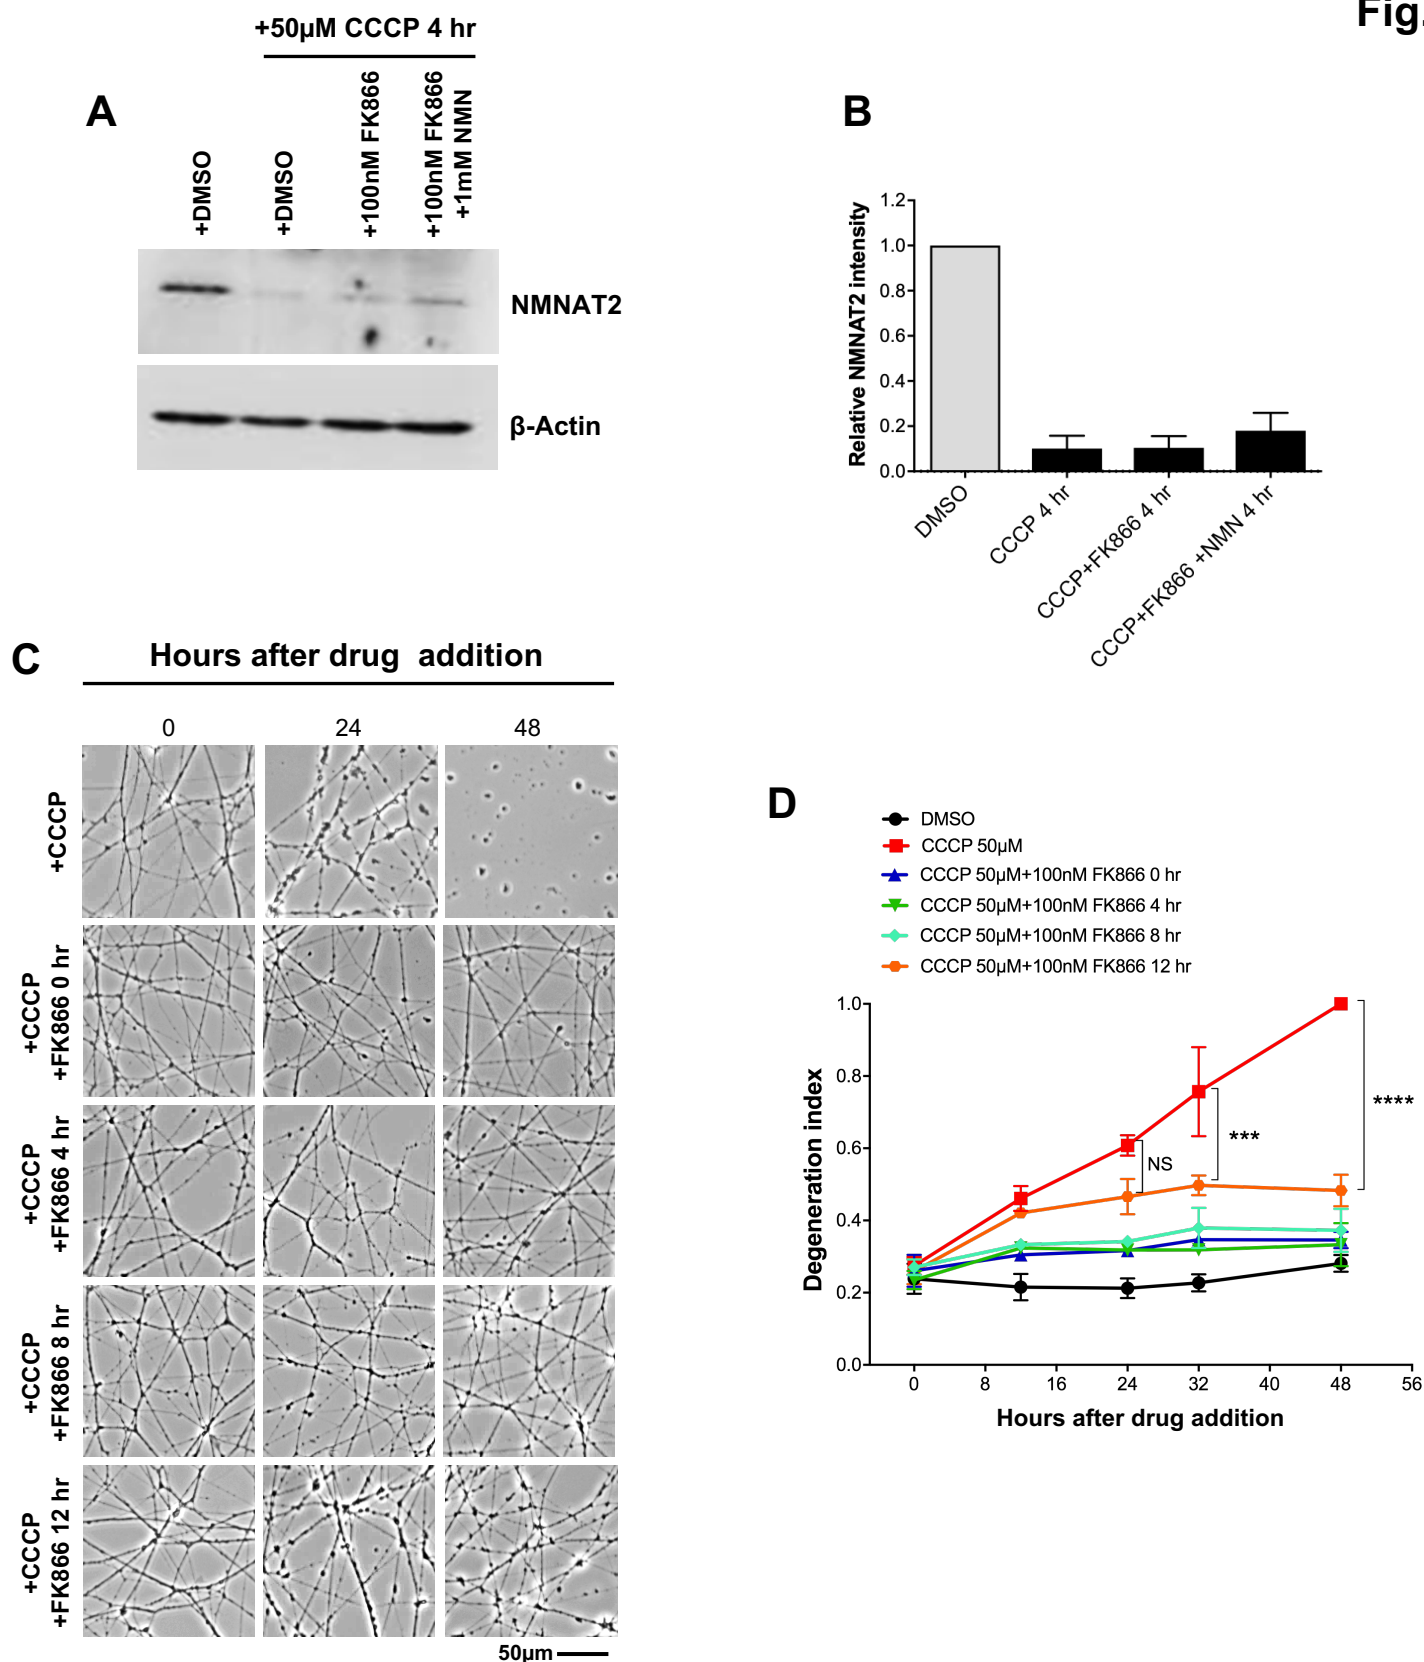 Fig.
+50µM CCCP 4 hr
A
+DMSO
+DMSO
+100nM FK866
+100nM FK866
+1mM NMN
NMNAT2
β-Actin
B
Relative NMNAT2 intensity
1.2
1.0
0.8
0.6
0.4
0.2
0.0
DMSO
CCCP 4 hr
CCCP+FK866 4 hr
CCCP+FK866 +NMN 4 hr
C
Hours after drug addition
0 24 48
+CCCP
+CCCP
+FK866 0 hr
+CCCP
+FK866 4 hr
+CCCP
+FK866 8 hr
+CCCP
+FK866 12 hr
50µm
D
DMSO
CCCP 50µM
CCCP 50µM+100nM FK866 0 hr
CCCP 50µM+100nM FK866 4 hr
CCCP 50µM+100nM FK866 8 hr
CCCP 50µM+100nM FK866 12 hr
Degeneration index
1.0
0.8
0.6
0.4
0.2
0.0
NS
***
****
0 8 16 24 32 40 48 56
Hours after drug addition